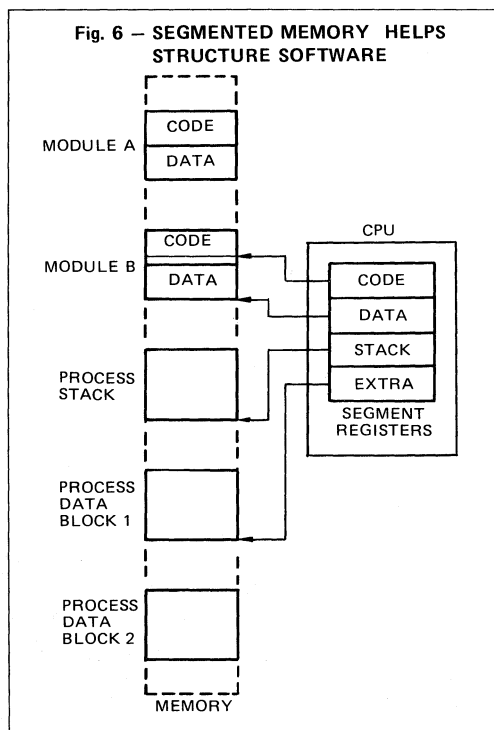 Fig. 6 – SEGMENTED MEMORY HELPS
STRUCTURE SOFTWARE
MODULE A
CODE
DATA
MODULE B
CODE
DATA
PROCESS
STACK
PROCESS
DATA
BLOCK 1
PROCESS
DATA
BLOCK 2
MEMORY
CPU
CODE
DATA
STACK
EXTRA
SEGMENT
REGISTERS